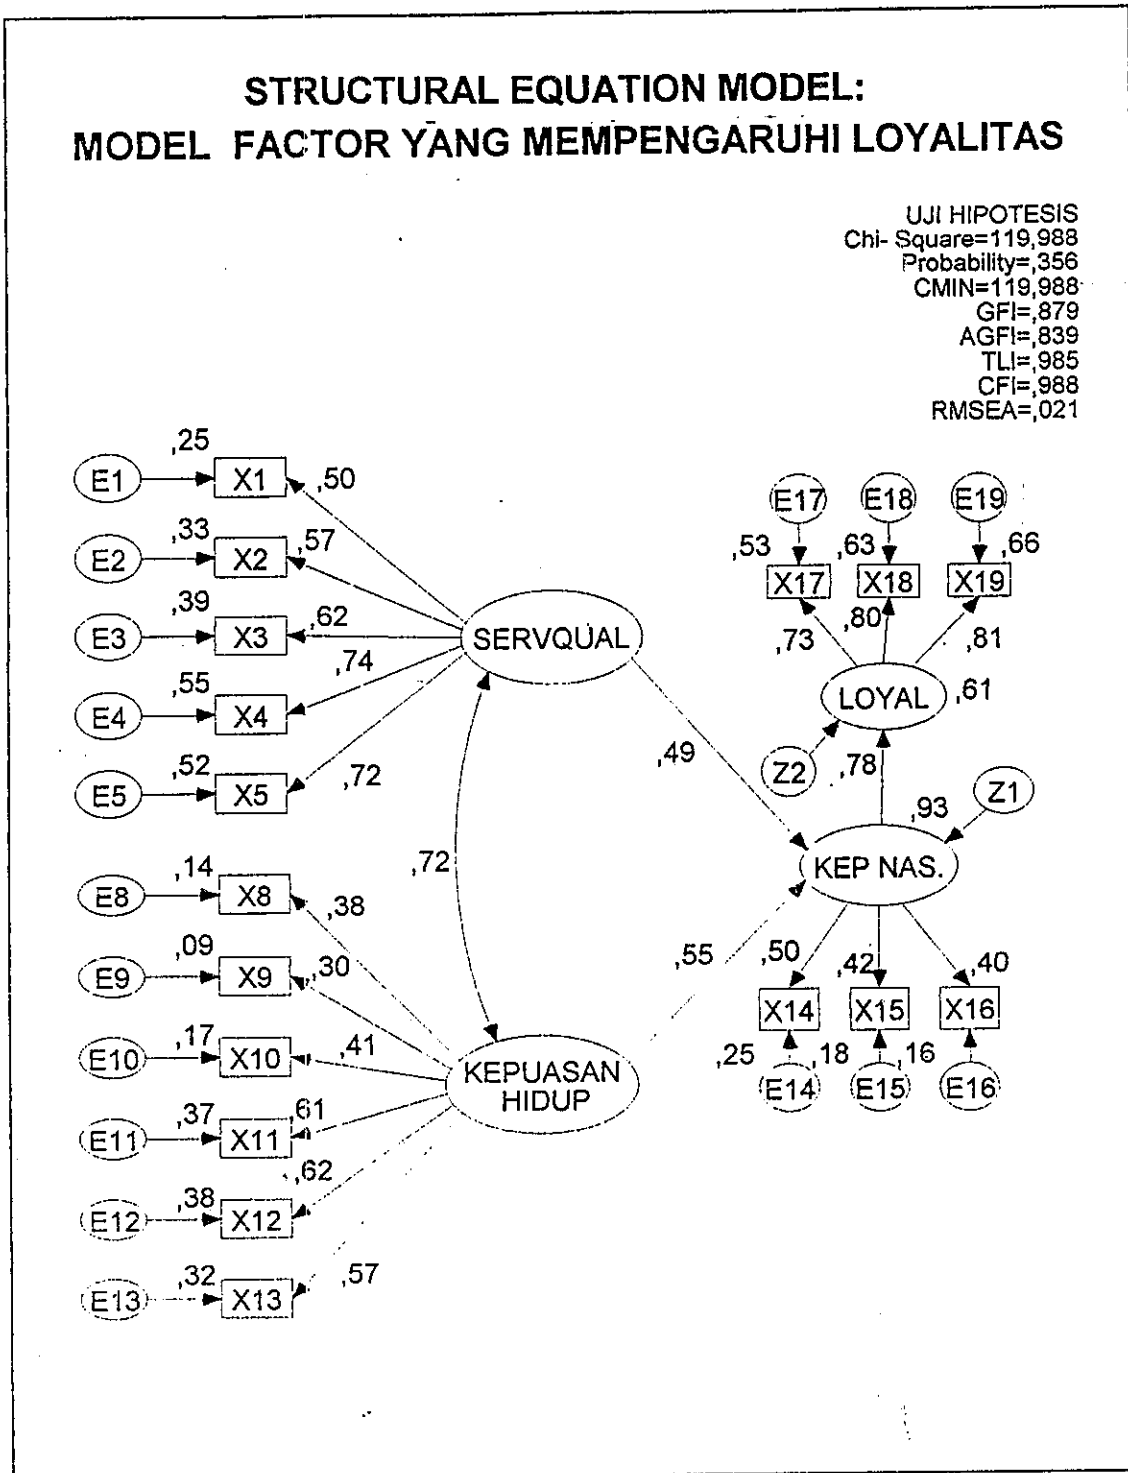 STRUCTURAL EQUATION MODEL:
MODEL FACTOR YANG MEMPENGARUHI LOYALITAS
UJI HIPOTESIS
Chi- Square=119,988
Probability=,356
CMIN=119,988
GFI=,879
AGFI=,839
TLI=,985
CFI=,988
RMSEA=,021
E1 ,25 X1 ,50
E2 ,33 X2 ,57
E3 ,39 X3 ,62
E4 ,55 X4 ,74
E5 ,52 X5 ,72
SERVQUAL
E17 E18 E19
,53 ,63 ,66
X17 X18 X19
,73 ,80 ,81
LOYAL ,61
,49 Z2 ,78 Z1
,93
KEP NAS.
,72
,55
,50 ,42 ,40
X14 X15 X16
,25 ,18 ,16
E14 E15 E16
E8 ,14 X8 ,38
E9 ,09 X9 ,30
E10 ,17 X10 ,41
E11 ,37 X11 ,61
E12 ,38 X12 ,62
E13 ,32 X13 ,57
KEPUASAN
HIDUP